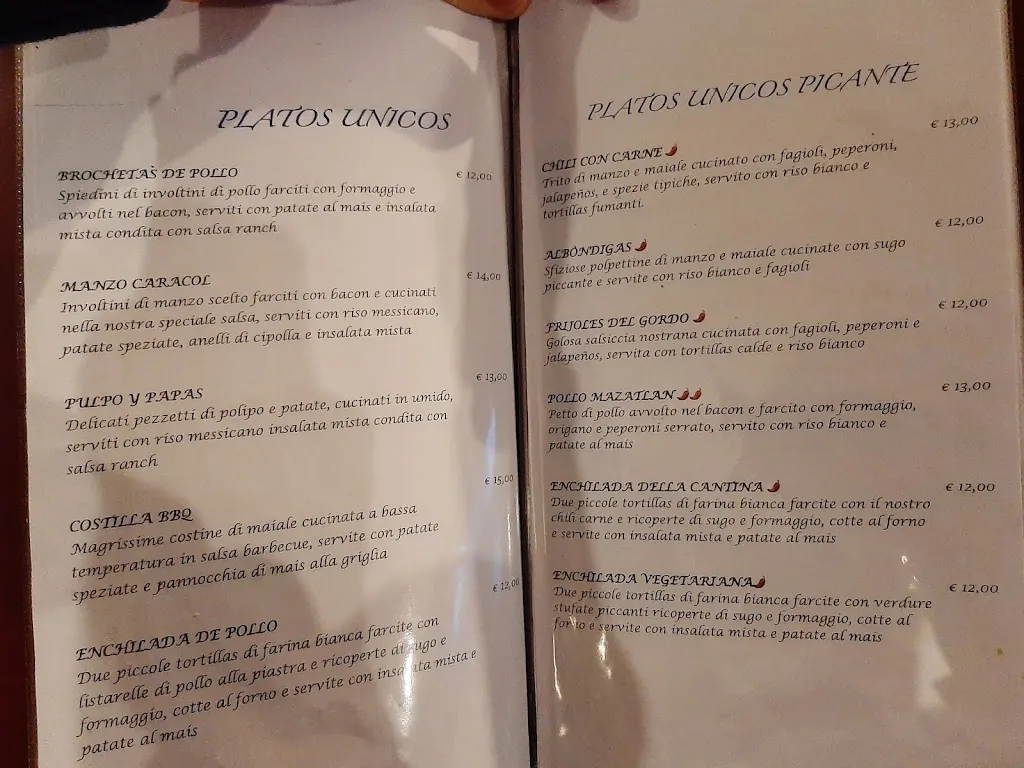 PLATOS UNICOS
BROCHETAS DE POLLO
€ 12,00
Spiedini di involtini di pollo farciti con formaggio e
avvolti nel bacon, serviti con patate al mais e insalata
mista condita con salsa ranch
MANZO CARACOL
€ 14,00
Involtini di manzo scelto farciti con bacon e cucinati
nella nostra speciale salsa, serviti con riso messicano,
patate speziate, anelli di cipolla e insalata mista
PULPO Y PAPAS
€ 13,00
Delicati pezzetti di polipo e patate, cucinati in umido,
serviti con riso messicano insalata mista condita con
salsa ranch
COSTILLA BBQ
€ 15,00
Magrissime costine di maiale cucinata a bassa
temperatura in salsa barbecue, servite con patate
speziate e pannocchia di mais alla griglia
ENCHILADA DE POLLO
€ 12,00
Due piccole tortillas di farina bianca farcite con
listarelle di pollo alla piastra e ricoperte di sugo e
formaggio, cotte al forno e servite con insalata mista e
patate al mais
PLATOS UNICOS PICANTE
CHILI CON CARNE
€ 13,00
Trito di manzo e maiale cucinato con fagioli, peperoni,
jalapeños, e spezie tipiche, servito con riso bianco e
tortillas fumanti.
ALBÒNDIGAS
€ 12,00
Sfiziose polpettine di manzo e maiale cucinate con sugo
piccante e servite con riso bianco e fagioli
FRIJOLES DEL GORDO
€ 12,00
Golosa salsiccia nostrana cucinata con fagioli, peperoni e
jalapeños, servita con tortillas calde e riso bianco
POLLO MAZATLAN
€ 13,00
Petto di pollo avvolto nel bacon e farcito con formaggio,
origano e peperoni serrato, servito con riso bianco e
patate al mais
ENCHILADA DELLA CANTINA
€ 12,00
Due piccole tortillas di farina bianca farcite con il nostro
chili carne e ricoperte di sugo e formaggio, cotte al forno
e servite con insalata mista e patate al mais
ENCHILADA VEGETARIANA
€ 12,00
Due piccole tortillas di farina bianca farcite con verdure
stufate piccanti ricoperte di sugo e formaggio, cotte al
forno e servite con insalata mista e patate al mais